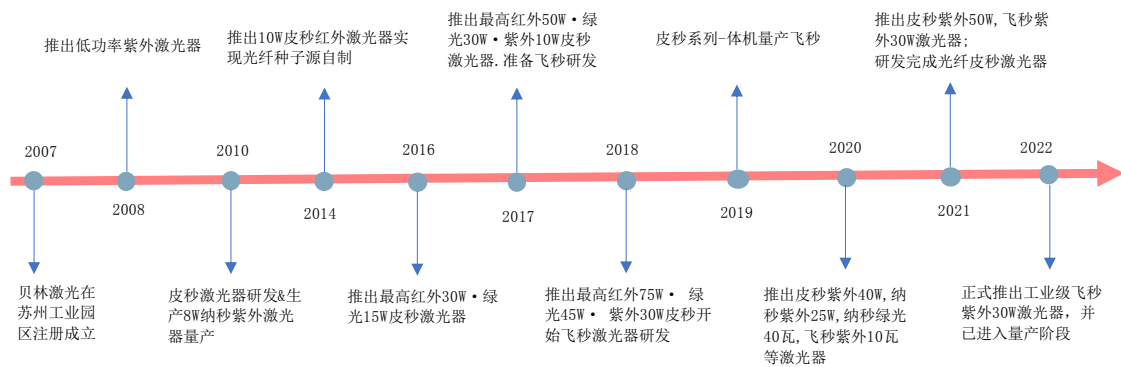 推出低功率紫外激光器
推出10W皮秒红外激光器实
现光纤种子源自制
推出最高红外50W·绿
光30W·紫外10W皮秒
激光器.准备飞秒研发
皮秒系列-体机量产飞秒
推出皮秒紫外50W,飞秒紫
外30W激光器;
研发完成光纤皮秒激光器
2007
2010
2016
2018
2020
2022
2008
2014
2017
2019
2021
贝林激光在
苏州工业园
区注册成立
皮秒激光器研发&生
产8W纳秒紫外激光
器量产
推出最高红外30W·绿
光15W皮秒激光器
推出最高红外75W· 绿
光45W· 紫外30W皮秒开
始飞秒激光器研发
推出皮秒紫外40W,纳
秒紫外25W,纳秒绿光
40瓦,飞秒紫外10瓦
等激光器
正式推出工业级飞秒
紫外30W激光器，并
已进入量产阶段